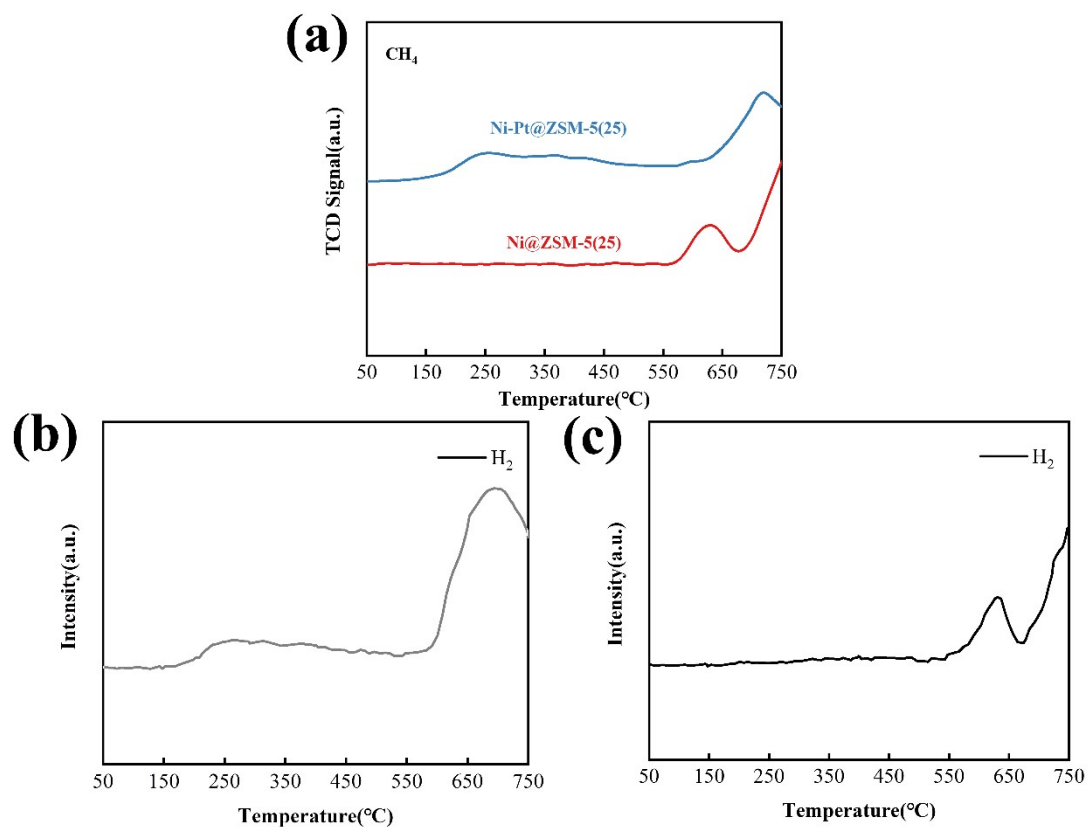 (a)
CH₄
Ni-Pt@ZSM-5(25)
Ni@ZSM-5(25)
TCD Signal(a.u.)
50 150 250 350 450 550 650 750
Temperature(°C)
(b)
H₂
Intensity(a.u.)
50 150 250 350 450 550 650 750
Temperature(°C)
(c)
H₂
Intensity(a.u.)
50 150 250 350 450 550 650 750
Temperature(°C)